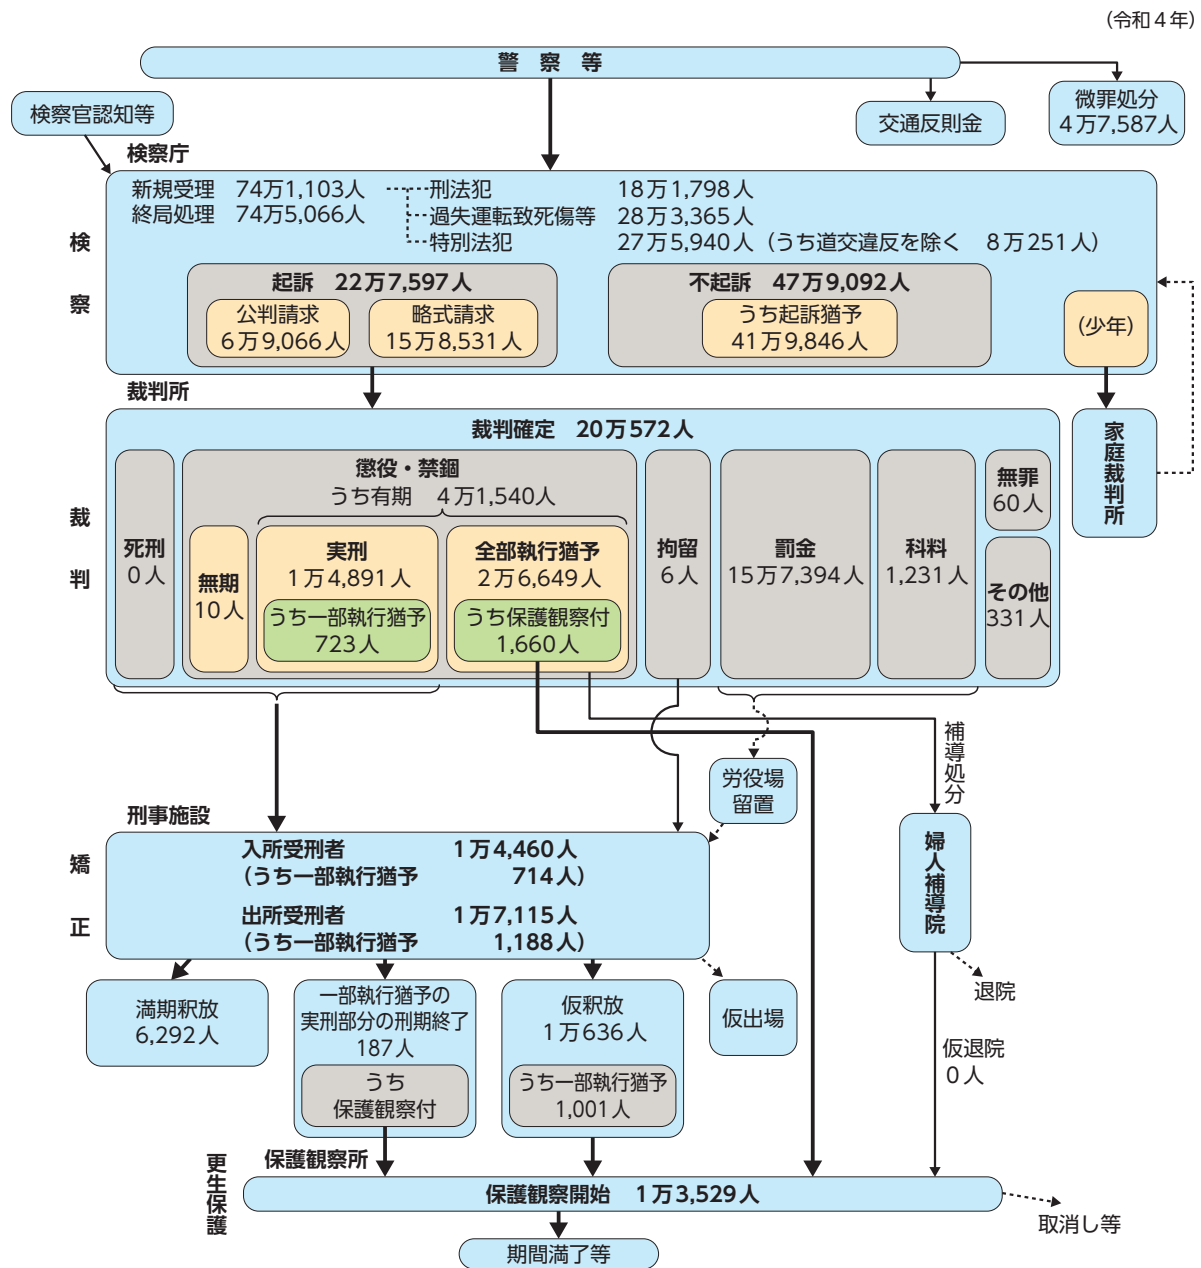 (令和4年)
警 察 等
検察官認知等
交通反則金
微罪処分
4万7,587人
検察庁
検察
新規受理 74万1,103人
終局処理 74万5,066人
刑法犯 18万1,798人
過失運転致死傷等 28万3,365人
特別法犯 27万5,940人(うち道交違反を除く 8万251人)
起訴 22万7,597人
公判請求
6万9,066人
略式請求
15万8,531人
不起訴 47万9,092人
うち起訴猶予
41万9,846人
(少年)
裁判所
裁判
裁判確定 20万572人
家庭裁判所
死刑
0人
懲役・禁錮
うち有期 4万1,540人
無期
10人
実刑
1万4,891人
うち一部執行猶予
723人
全部執行猶予
2万6,649人
うち保護観察付
1,660人
拘留
6人
罰金
15万7,394人
科料
1,231人
無罪
60人
その他
331人
労役場
留置
補導処分
刑事施設
矯正
入所受刑者 1万4,460人
(うち一部執行猶予 714人)
出所受刑者 1万7,115人
(うち一部執行猶予 1,188人)
婦人補導院
満期釈放
6,292人
一部執行猶予の
実刑部分の刑期終了
187人
うち
保護観察付
仮釈放
1万636人
うち一部執行猶予
1,001人
仮出場
退院
仮退院
0人
更生保護
保護観察所
保護観察開始 1万3,529人
取消し等
期間満了等